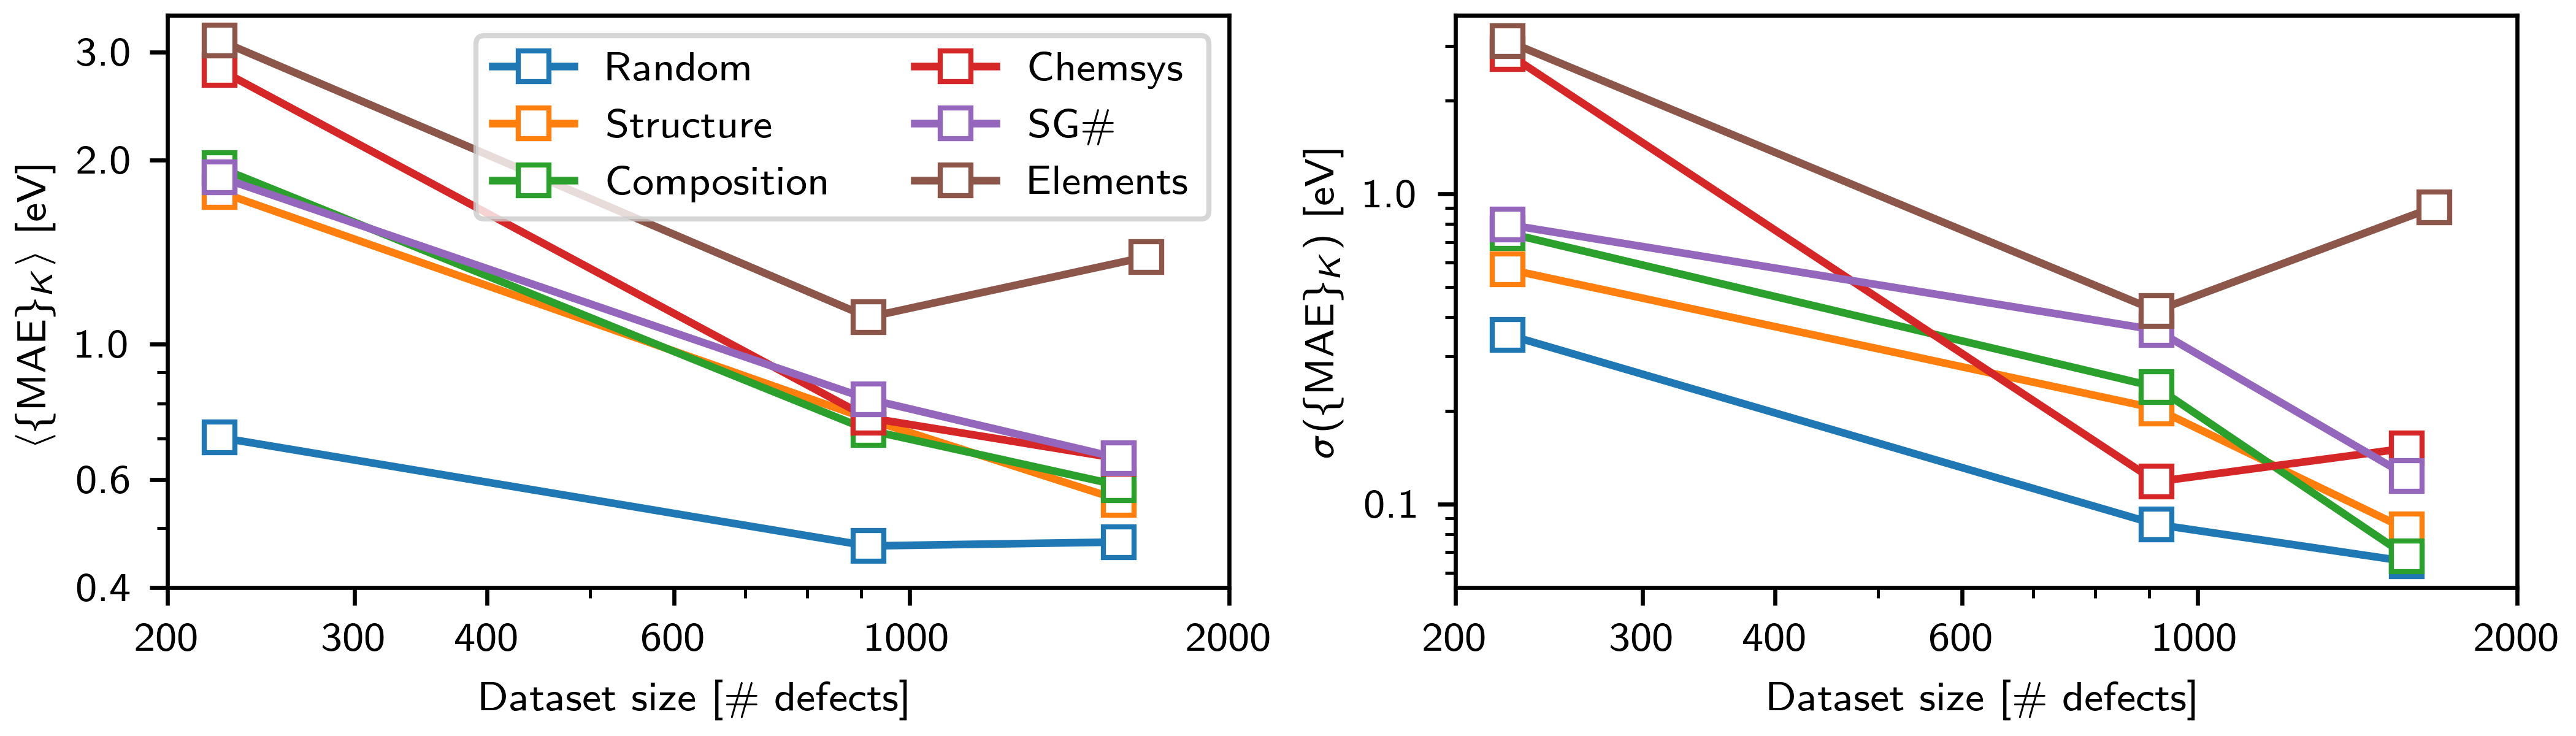 ⟨{MAE}K⟩ [eV]
3.0
2.0
1.0
0.6
0.4
Random
Structure
Composition
Chemsys
SG#
Elements
200 300 400 600 1000 2000
Dataset size [# defects]
σ({MAE}K) [eV]
1.0
0.1
200 300 400 600 1000 2000
Dataset size [# defects]